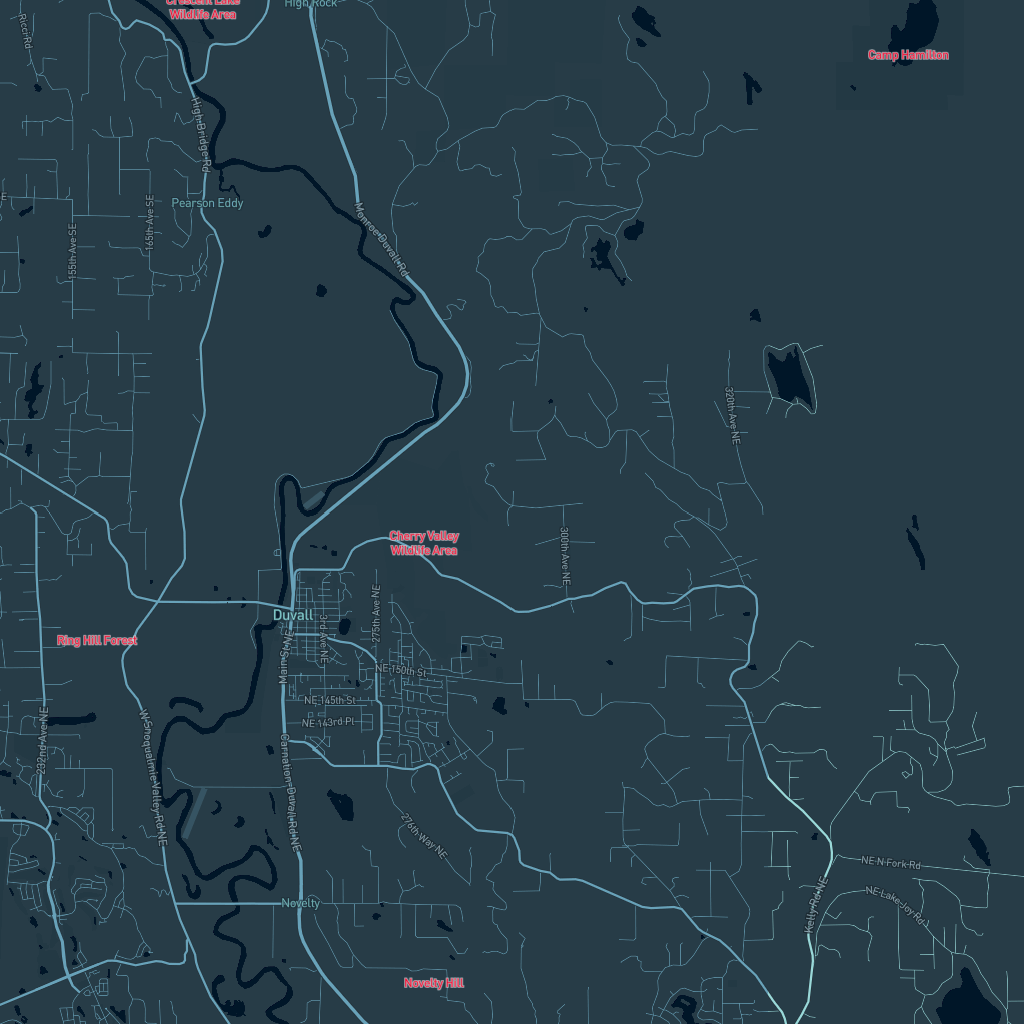 Crescent Lake
Wildlife Area
High Rock
Ricci Rd
Camp Hamilton
High Bridge Rd
E
Pearson Eddy
155th Ave SE
165th Ave SE
Monroe Duvall Rd
320th Ave NE
Cherry Valley
Wildlife Area
300th Ave NE
Duvall
3rd Ave NE
275th Ave NE
Ring Hill Forest
Main St NE
NE 150th St
NE 145th St
NE 143rd Pl
232nd Ave NE
W Snoqualmie Valley Rd NE
Carnation Duvall Rd NE
276th Way NE
NE N Fork Rd
NE Lake Joy Rd
Kelly Rd NE
Novelty
Novelty Hill